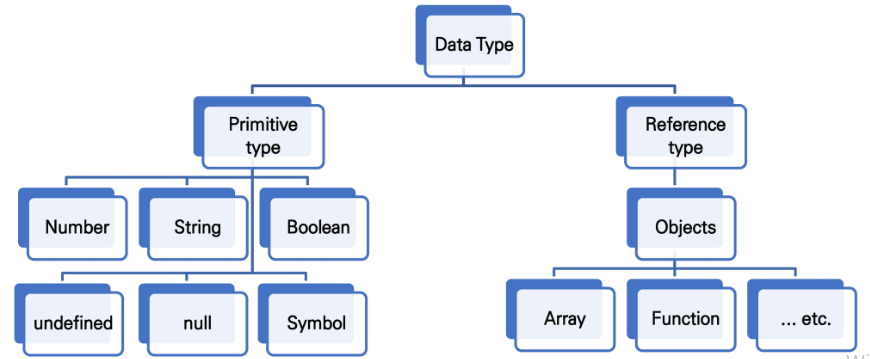 Data Type
Primitive
type
Reference
type
Number
String
Boolean
Objects
undefined
null
Symbol
Array
Function
... etc.